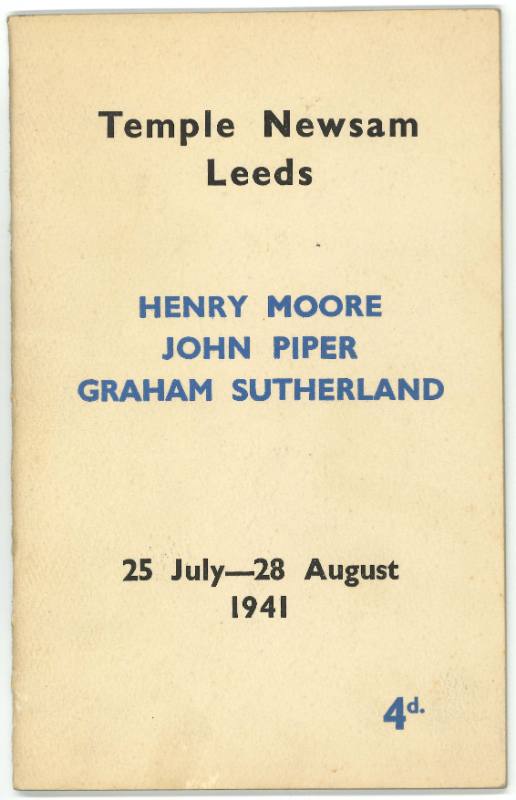 Temple Newsam
Leeds
HENRY MOORE
JOHN PIPER
GRAHAM SUTHERLAND
25 July—28 August
1941
4d.